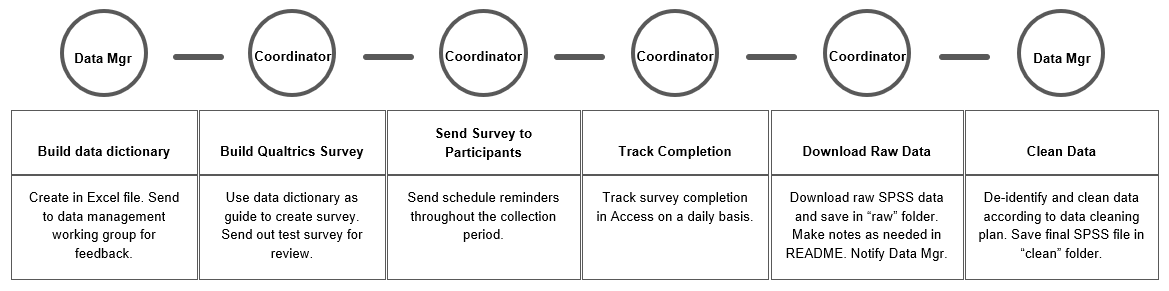 Data Mgr
Coordinator
Coordinator
Coordinator
Coordinator
Data Mgr
Build data dictionary
Build Qualtrics Survey
Send Survey to
Participants
Track Completion
Download Raw Data
Clean Data
Create in Excel file. Send
to data management
working group for
feedback.
Use data dictionary as
guide to create survey.
Send out test survey for
review.
Send schedule reminders
throughout the collection
period.
Track survey completion
in Access on a daily basis.
Download raw SPSS data
and save in “raw” folder.
Make notes as needed in
README. Notify Data Mgr.
De-identify and clean data
according to data cleaning
plan. Save final SPSS file in
“clean” folder.